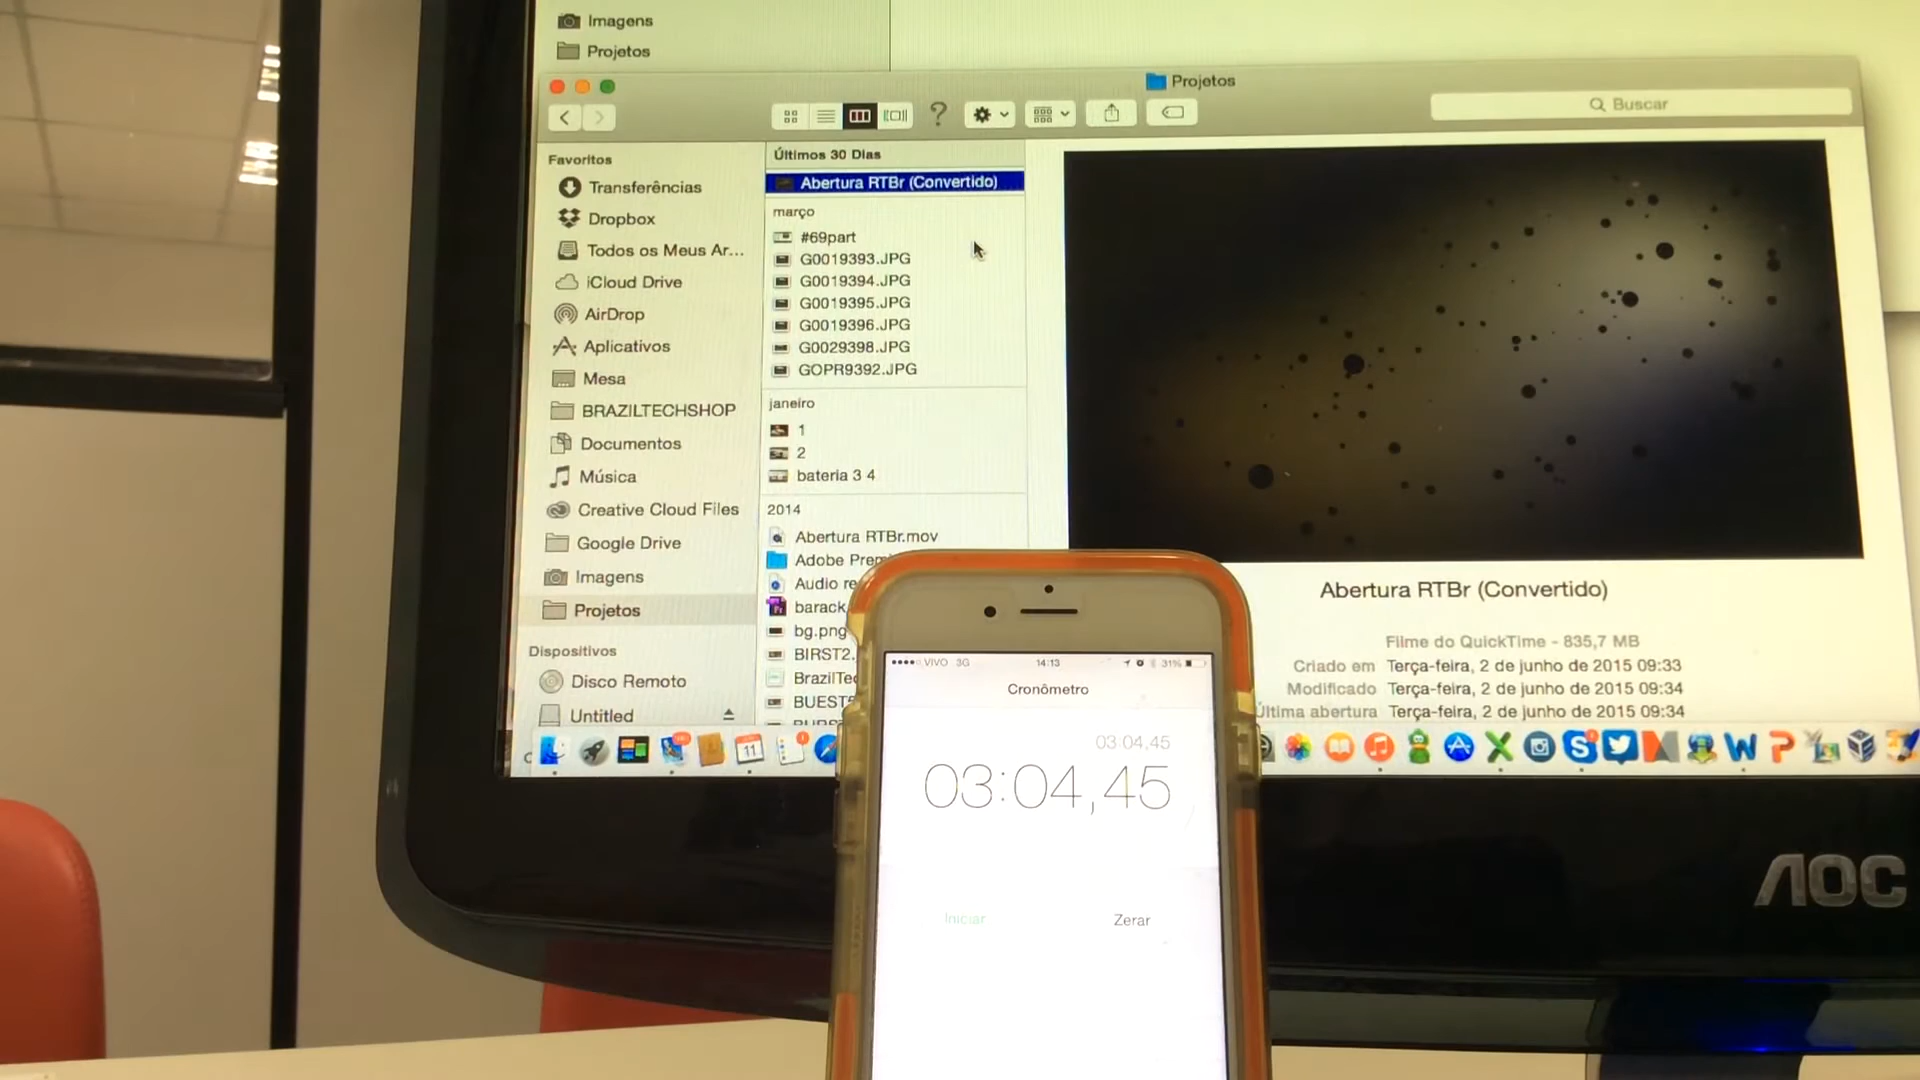 Imagens
Projetos
Projetos
Buscar
Favoritos
Transferências
Dropbox
Todos os Meus Ar...
iCloud Drive
AirDrop
Aplicativos
Mesa
BRAZILTECHSHOP
Documentos
Música
Creative Cloud Files
Google Drive
Imagens
Projetos
Dispositivos
Disco Remoto
Untitled
Últimos 30 Dias
Abertura RTBr (Convertido)
março
#69part
G0019393.JPG
G0019394.JPG
G0019395.JPG
G0019396.JPG
G0029398.JPG
GOPR9392.JPG
janeiro
1
2
bateria 3 4
2014
Abertura RTBr.mov
Adobe Prem
Audio re
barack
bg.png
BIRST2.
BrazilTec
BUEST
Abertura RTBr (Convertido)
Filme do QuickTime - 835,7 MB
Criado em Terça-feira, 2 de junho de 2015 09:33
Modificado Terça-feira, 2 de junho de 2015 09:34
Última abertura Terça-feira, 2 de junho de 2015 09:34
11
VIVO 3G 14:13 31%
Cronômetro
03:04,45
03:04,45
Iniciar Zerar
AOC